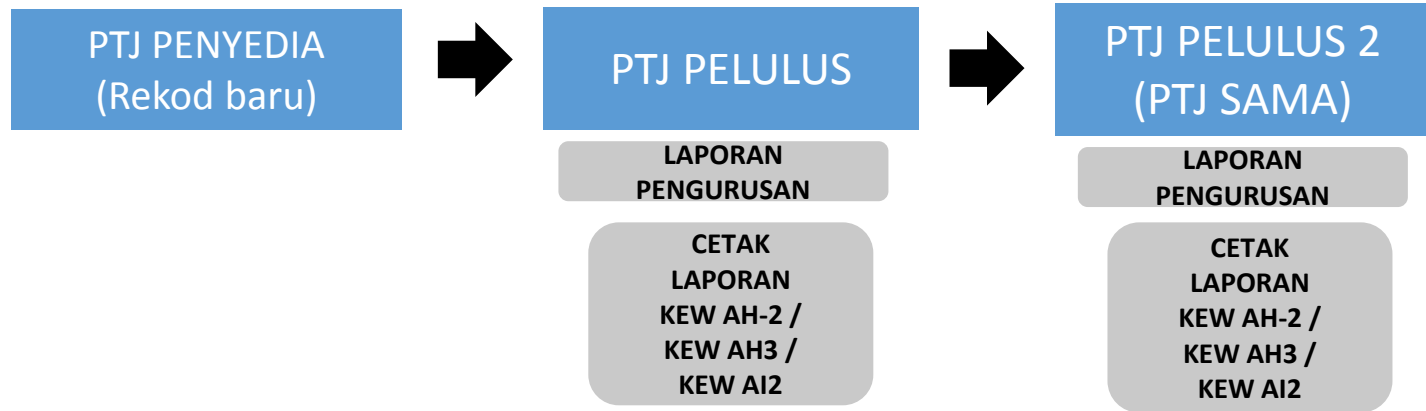 PTJ PENYEDIA
(Rekod baru)
PTJ PELULUS
LAPORAN
PENGURUSAN
CETAK
LAPORAN
KEW AH-2 /
KEW AH3 /
KEW AI2
PTJ PELULUS 2
(PTJ SAMA)
LAPORAN
PENGURUSAN
CETAK
LAPORAN
KEW AH-2 /
KEW AH3 /
KEW AI2